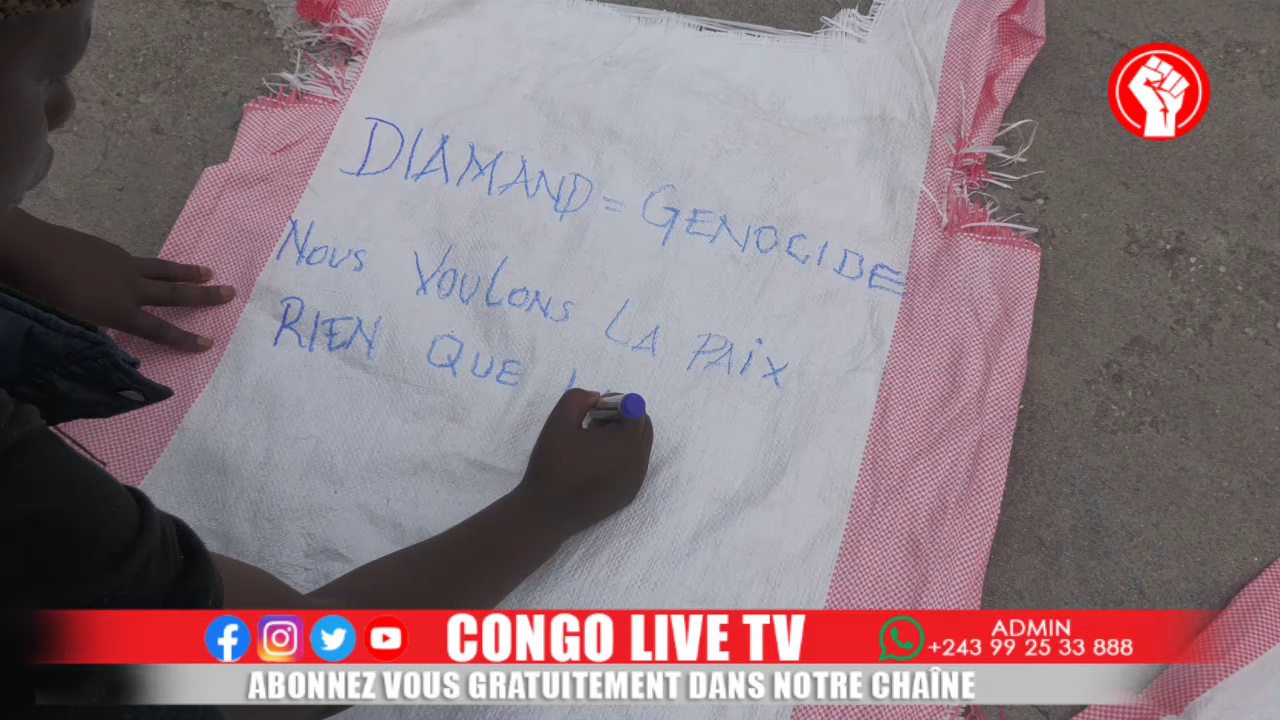 DIAMAND = GENOCIDE
NOUS VOULONS LA PAIX
RIEN QUE
CONGO LIVE TV
ADMIN
+243 99 25 33 888
ABONNEZ VOUS GRATUITEMENT DANS NOTRE CHAÎNE